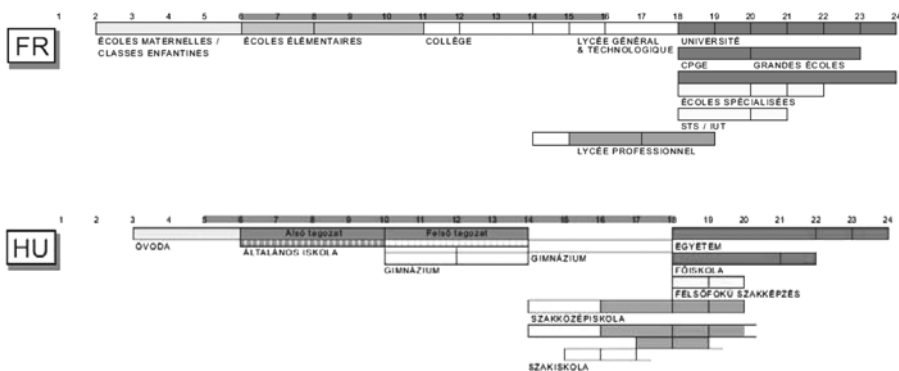 1 2 3 4 5 6 7 8 9 10 11 12 13 14 15 16 17 18 19 20 21 22 23 24
FR
ÉCOLES MATERNELLES /
CLASSES ENFANTINES
ÉCOLES ÉLÉMENTAIRES
COLLÈGE
LYCÉE GÉNÉRAL
& TECHNOLOGIQUE
UNIVERSITÉ
CPGE GRANDES ÉCOLES
ÉCOLES SPÉCIALISÉES
STS / IUT
LYCÉE PROFESSIONNEL
1 2 3 4 5 6 7 8 9 10 11 12 13 14 15 16 17 18 19 20 21 22 23 24
HU
Alsó tagozat Felső tagozat
ÓVODA
ÁLTALÁNOS ISKOLA
GIMNÁZIUM
GIMNÁZIUM
EGYETEM
FŐISKOLA
FELSŐFOKÚ SZAKKÉPZÉS
SZAKKÖZÉPISKOLA
SZAKISKOLA